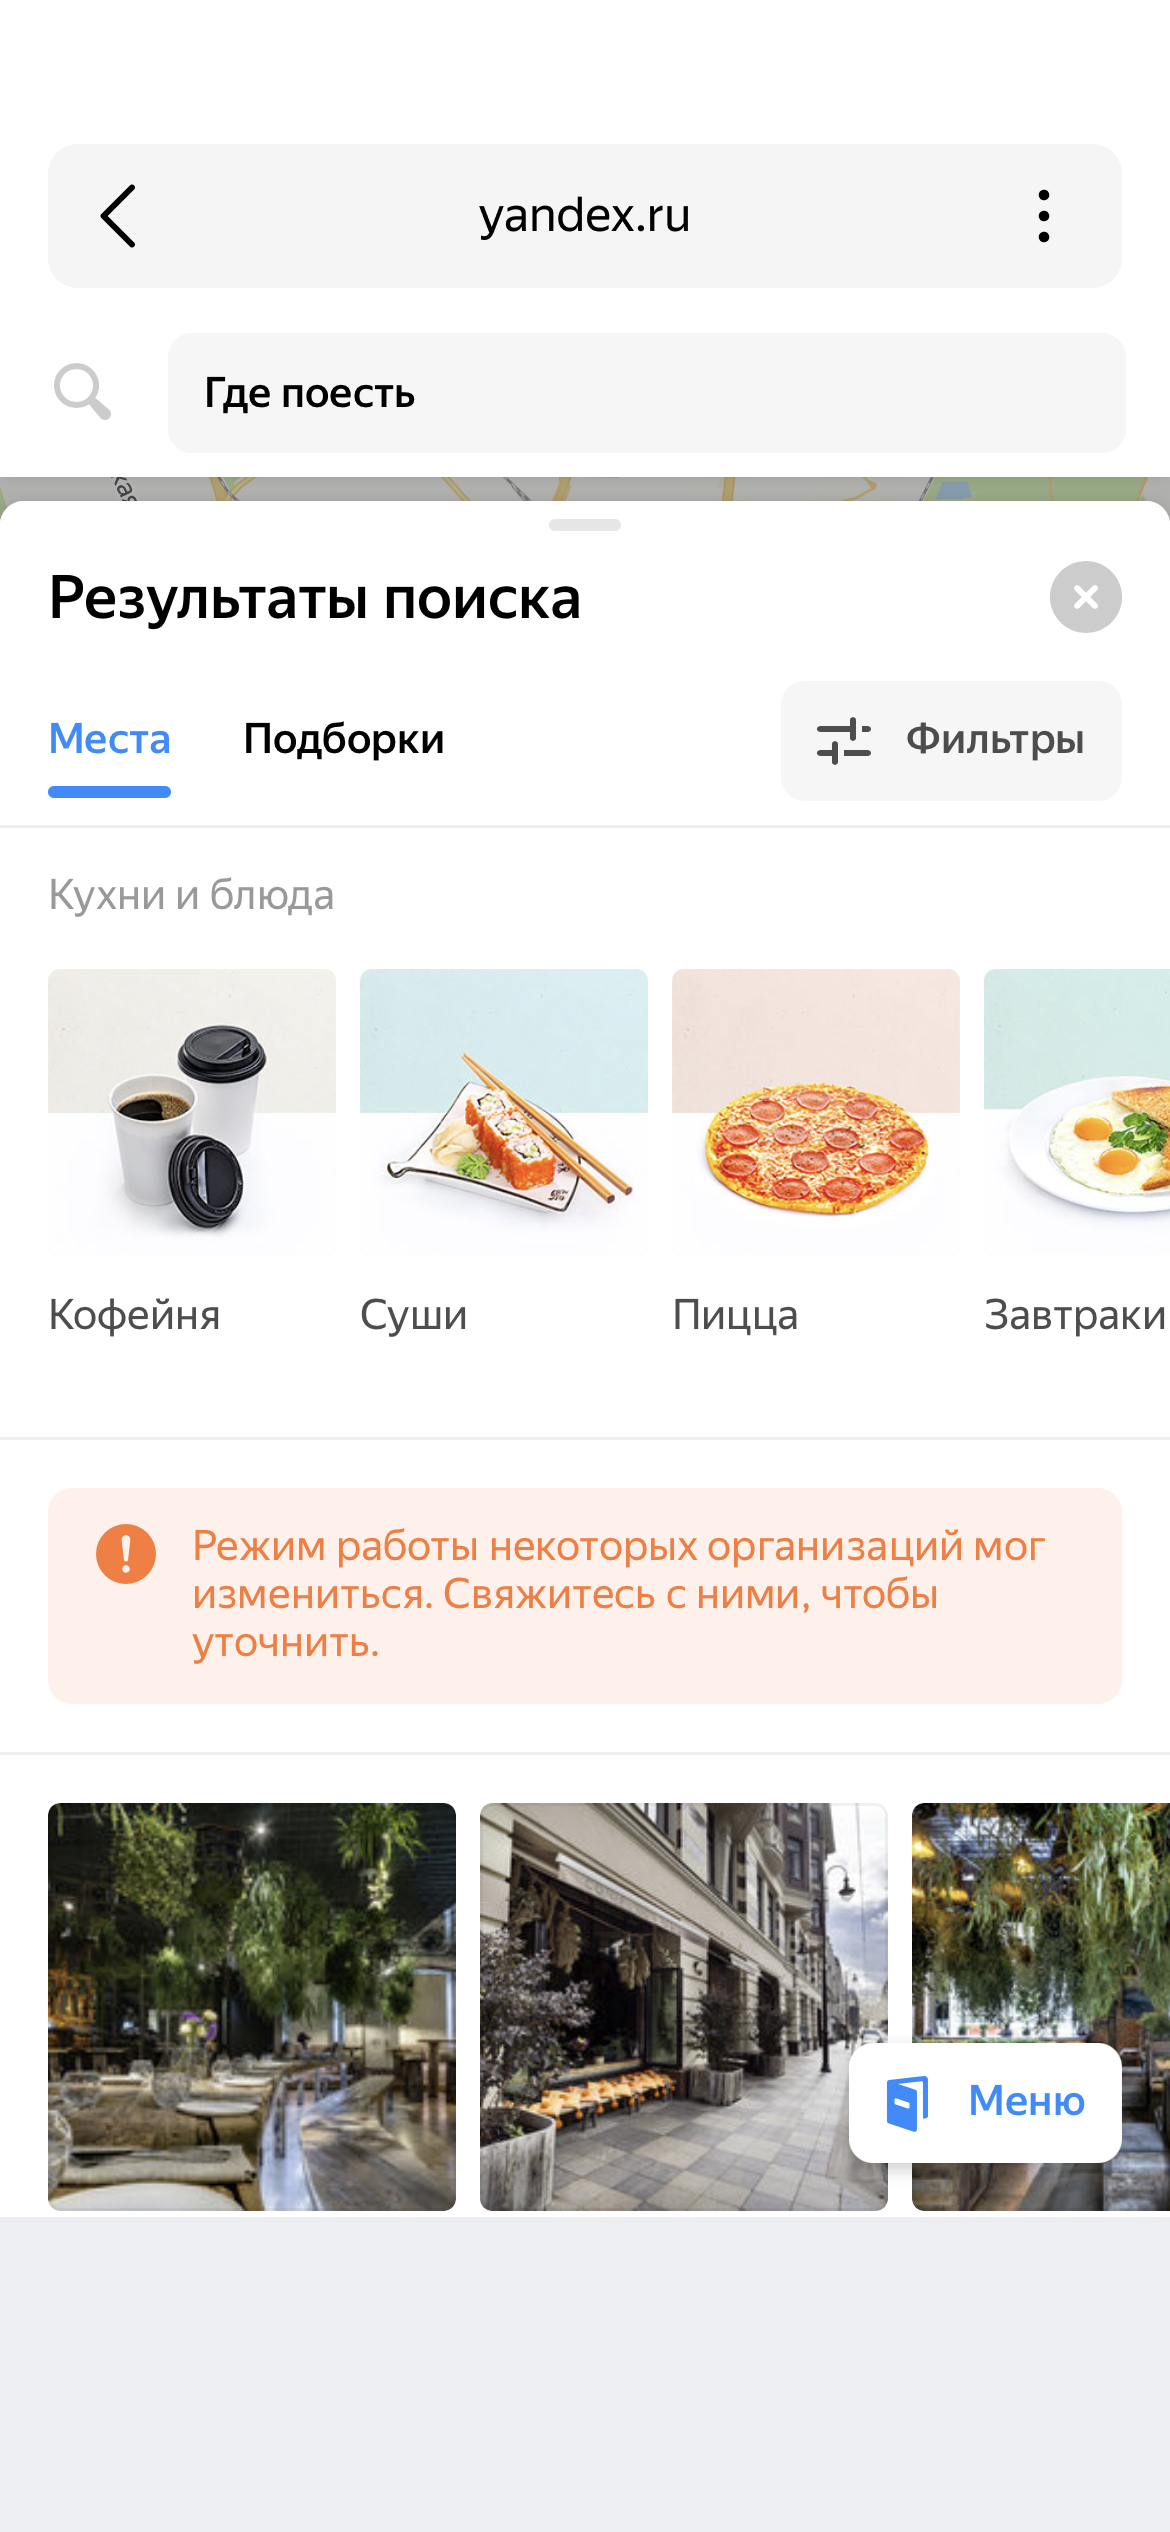 yandex.ru
Где поесть
Результаты поиска
Места
Подборки
Фильтры
Кухни и блюда
Кофейня
Суши
Пицца
Завтраки
Режим работы некоторых организаций мог
измениться. Свяжитесь с ними, чтобы
уточнить.
Меню